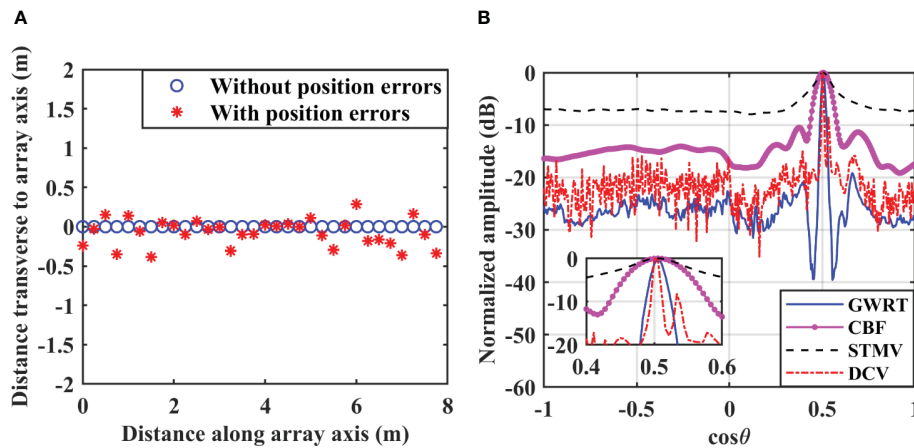 A
Distance transverse to array axis (m)
2
1.5
1
0.5
0
-0.5
-1
-1.5
-2
Without position errors
With position errors
0 2 4 6 8
Distance along array axis (m)
B
Normalized amplitude (dB)
0
-10
-20
-30
-40
-50
-60
0
-10
-20
0.4 0.5 0.6
GWRT
CBF
STMV
DCV
-1 -0.5 0 0.5 1
cosθ